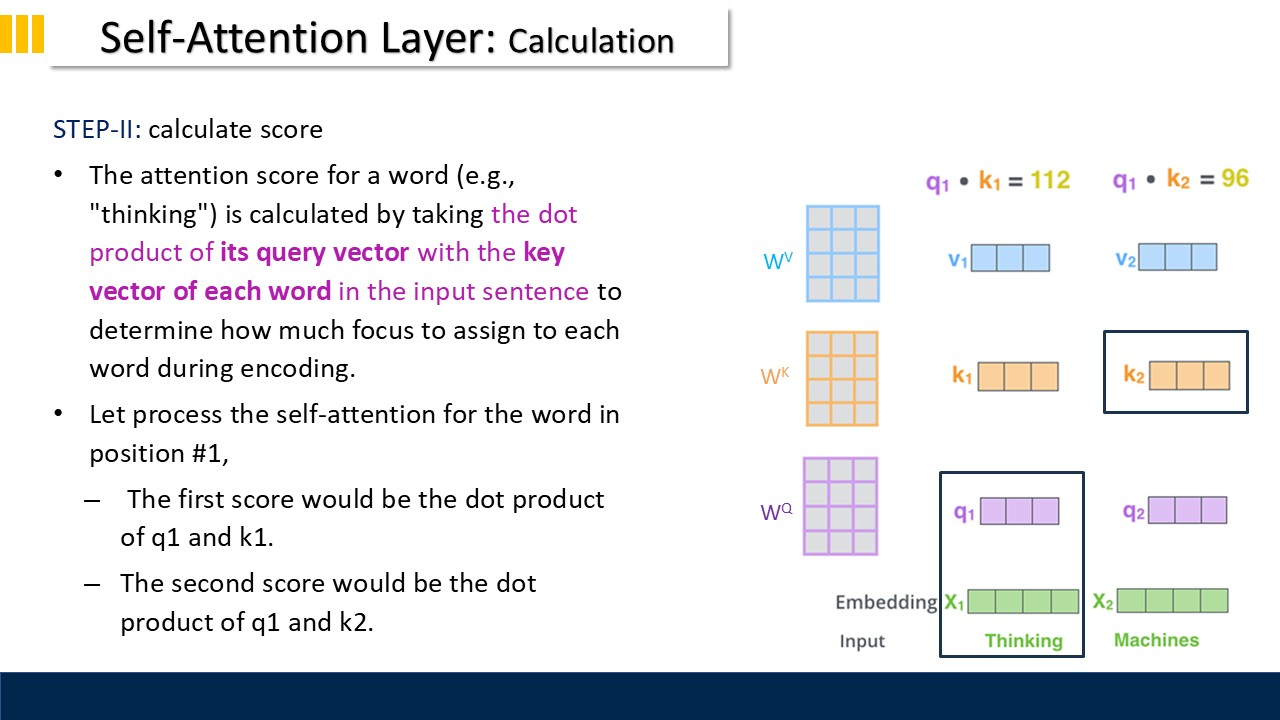 Self-Attention Layer: Calculation
STEP-II: calculate score
• The attention score for a word (e.g.,
"thinking") is calculated by taking the dot
product of its query vector with the key
vector of each word in the input sentence to
determine how much focus to assign to each
word during encoding.
• Let process the self-attention for the word in
position #1,
– The first score would be the dot product
of q1 and k1.
– The second score would be the dot
product of q1 and k2.
q1 • k1 = 112
q1 • k2 = 96
WV
v1
v2
WK
k1
k2
WQ
q1
q2
Embedding
X1
X2
Input
Thinking
Machines